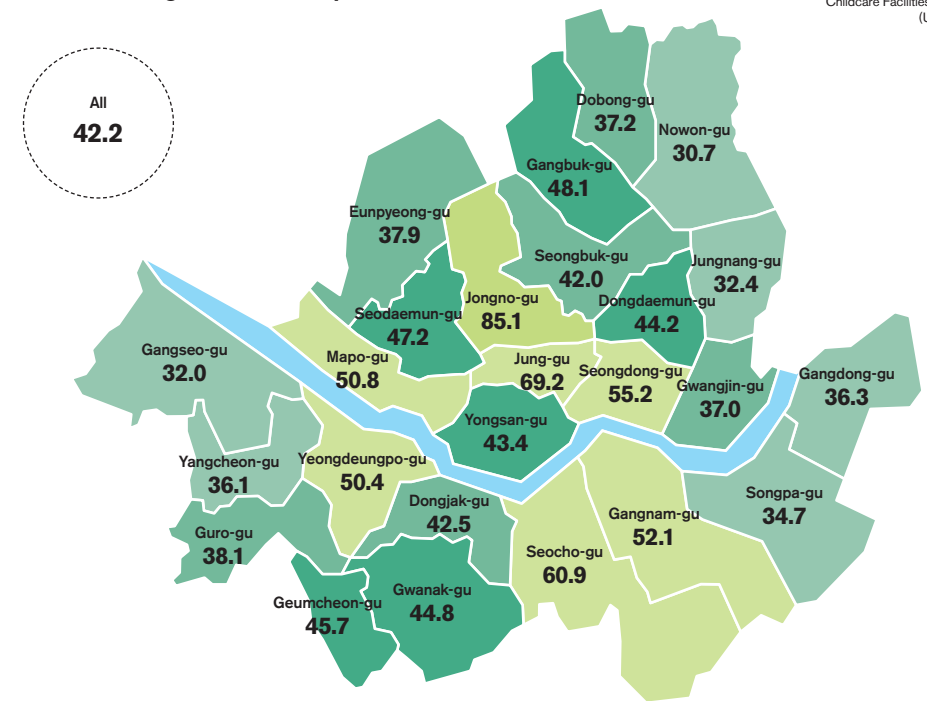 Childcare Facilities
(U
All
42.2
Dobong-gu
37.2
Nowon-gu
30.7
Gangbuk-gu
48.1
Eunpyeong-gu
37.9
Seongbuk-gu
42.0
Jungnang-gu
32.4
Dongdaemun-gu
44.2
Jongno-gu
85.1
Seodaemun-gu
47.2
Gangseo-gu
32.0
Mapo-gu
50.8
Jung-gu
69.2
Seongdong-gu
55.2
Gwangjin-gu
37.0
Gangdong-gu
36.3
Yongsan-gu
43.4
Yangcheon-gu
36.1
Yeongdeungpo-gu
50.4
Dongjak-gu
42.5
Songpa-gu
34.7
Gangnam-gu
52.1
Guro-gu
38.1
Seocho-gu
60.9
Gwanak-gu
44.8
Geumcheon-gu
45.7